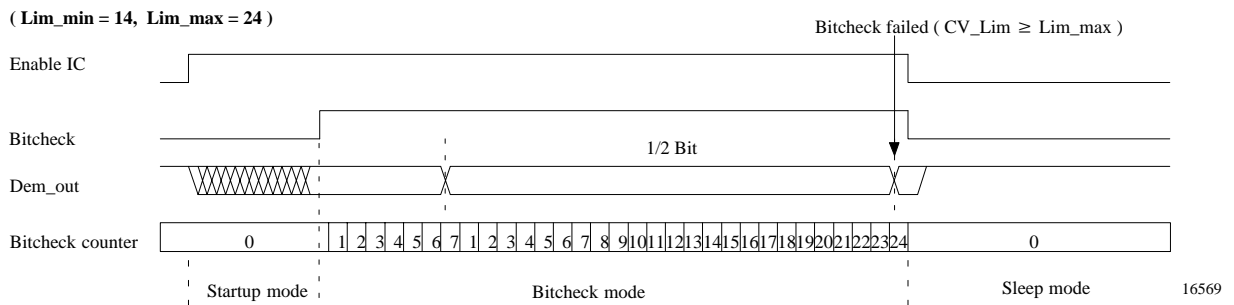 ( Lim_min = 14, Lim_max = 24 )
Bitcheck failed ( CV_Lim ≥ Lim_max )
Enable IC
Bitcheck
1/2 Bit
Dem_out
Bitcheck counter 0 1 2 3 4 5 6 7 1 2 3 4 5 6 7 8 9 10 11 12 13 14 15 16 17 18 19 20 21 22 23 24 0
Startup mode Bitcheck mode Sleep mode 16569